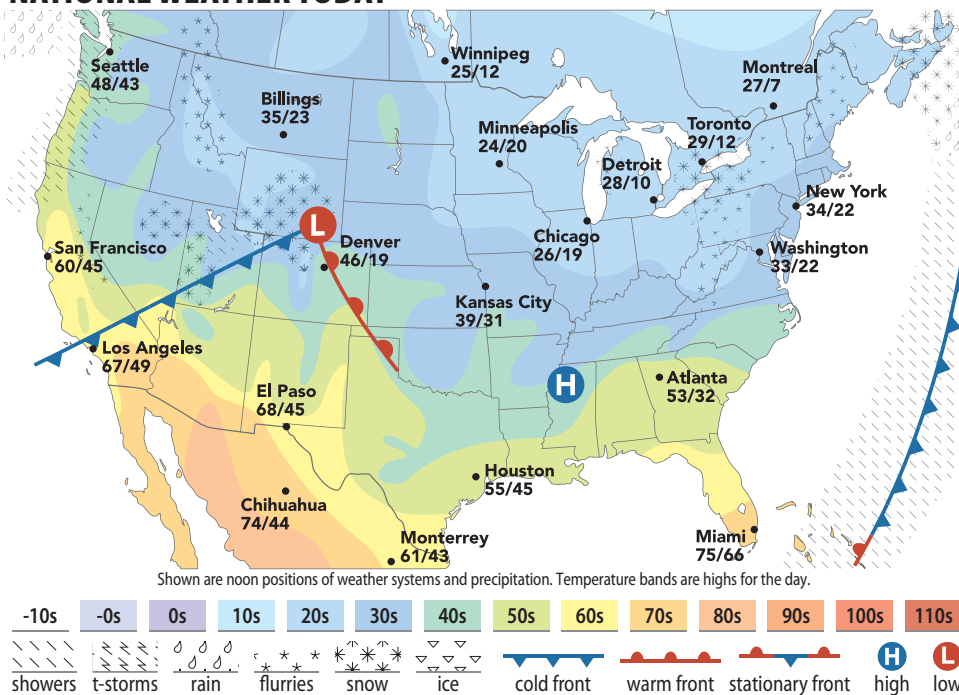 NATIONAL WEATHER TODAY
Winnipeg
25/12
Seattle
48/43
Montreal
27/7
Billings
35/23
Minneapolis
24/20
Toronto
29/12
Detroit
28/10
New York
34/22
San Francisco
60/45
L
Denver
46/19
Chicago
26/19
Washington
33/22
Kansas City
39/31
Los Angeles
67/49
H
Atlanta
53/32
El Paso
68/45
Houston
55/45
Chihuahua
74/44
Monterrey
61/43
Miami
75/66
Shown are noon positions of weather systems and precipitation. Temperature bands are highs for the day.
-10s -0s 0s 10s 20s 30s 40s 50s 60s 70s 80s 90s 100s 110s
H L
showers t-storms rain flurries snow ice cold front warm front stationary front high low